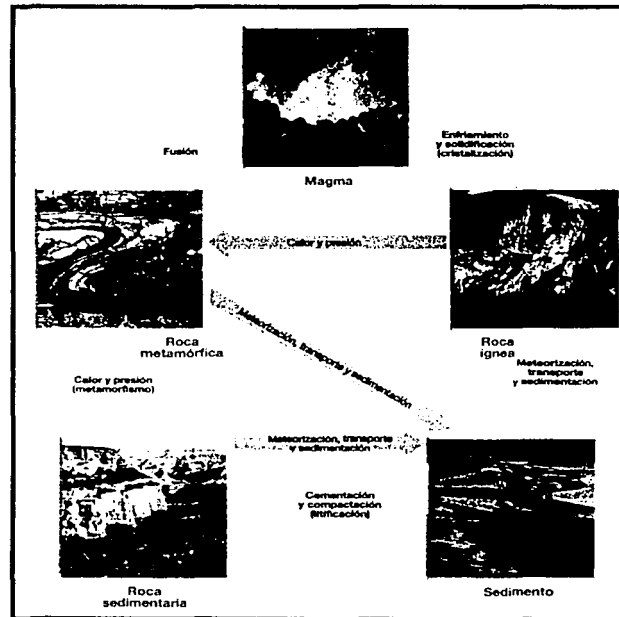 Fusión
Enfriamiento
y solidificación
(cristalización)
Magma
Calor y presión
Roca
metamórfica
Roca
ígnea
Meteorización, transporte y sedimentación
Meteorización,
transporte
y sedimentación
Calor y presión
(metamorfismo)
Meteorización, transporte
y sedimentación
Cementación
y compactación
(litificación)
Roca
sedimentaria
Sedimento